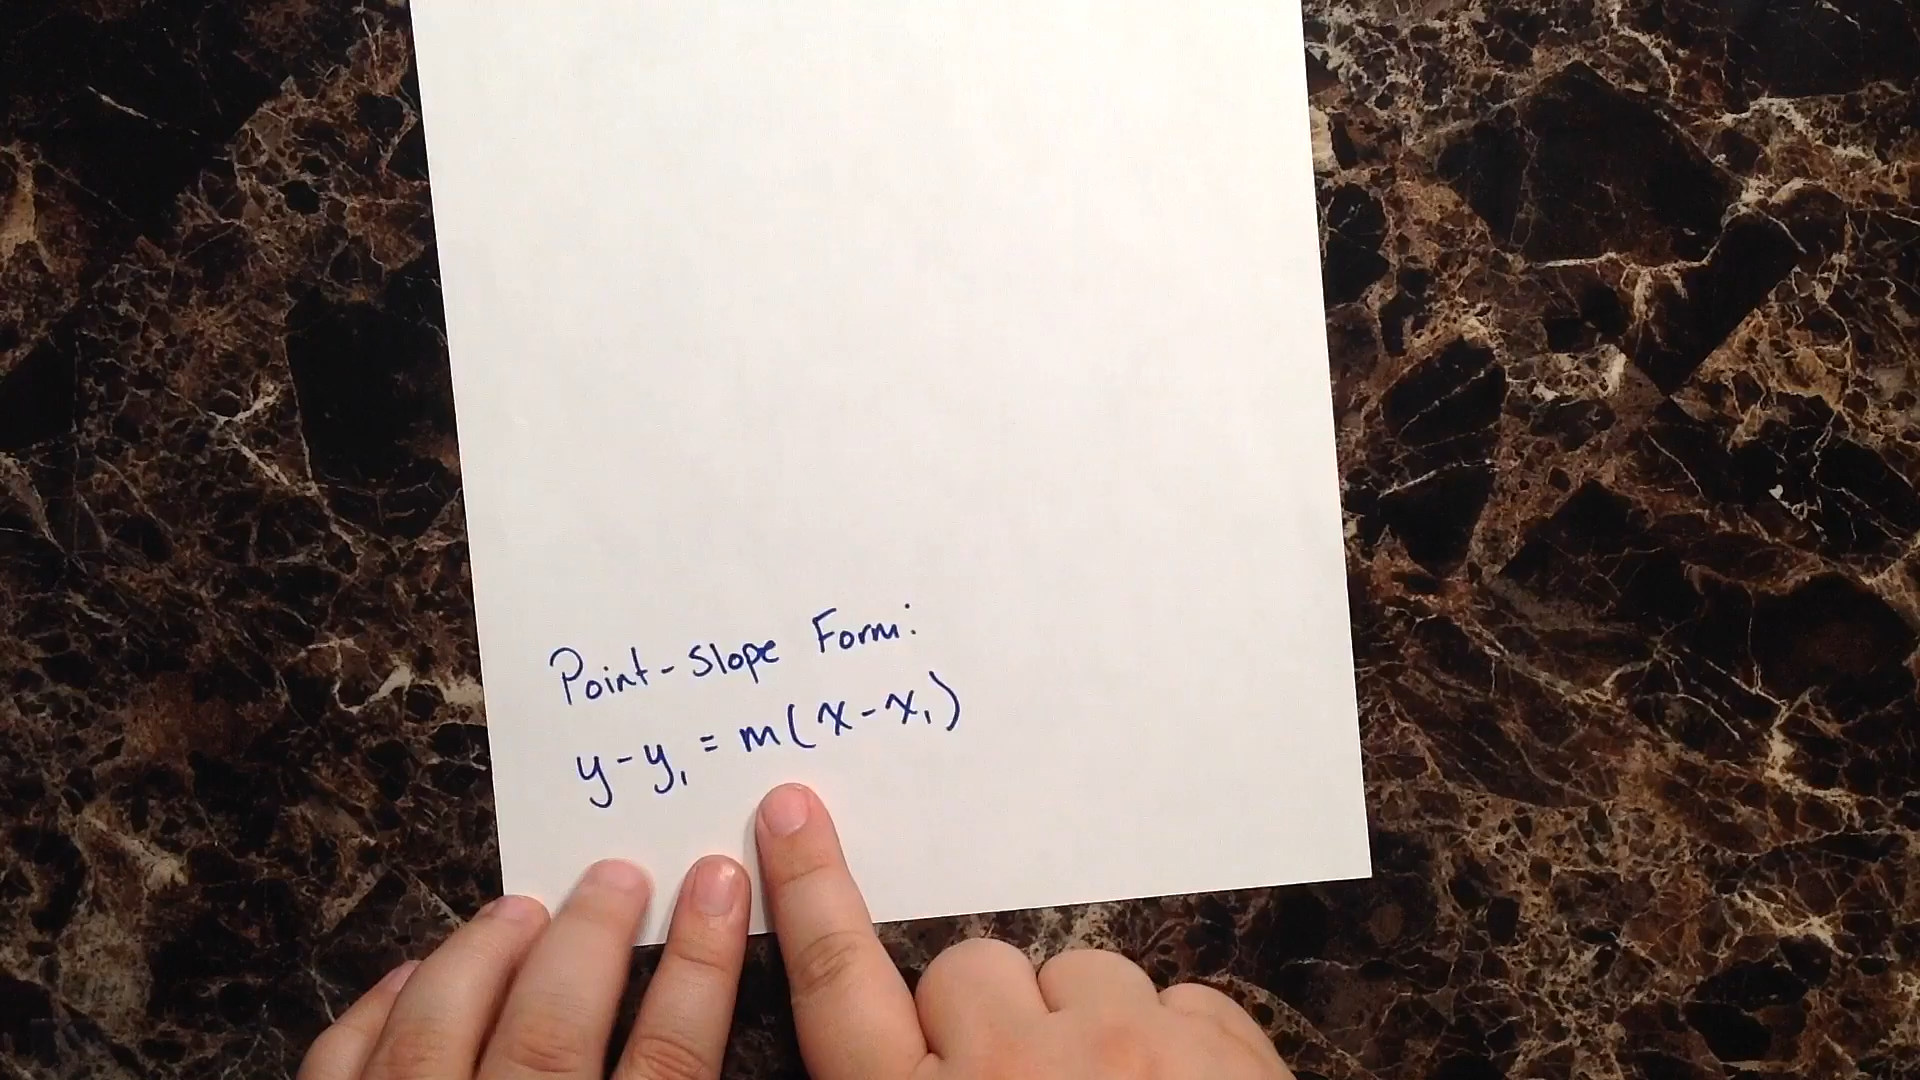 Point-Slope Form:
y-y₁ = m(x-x₁)